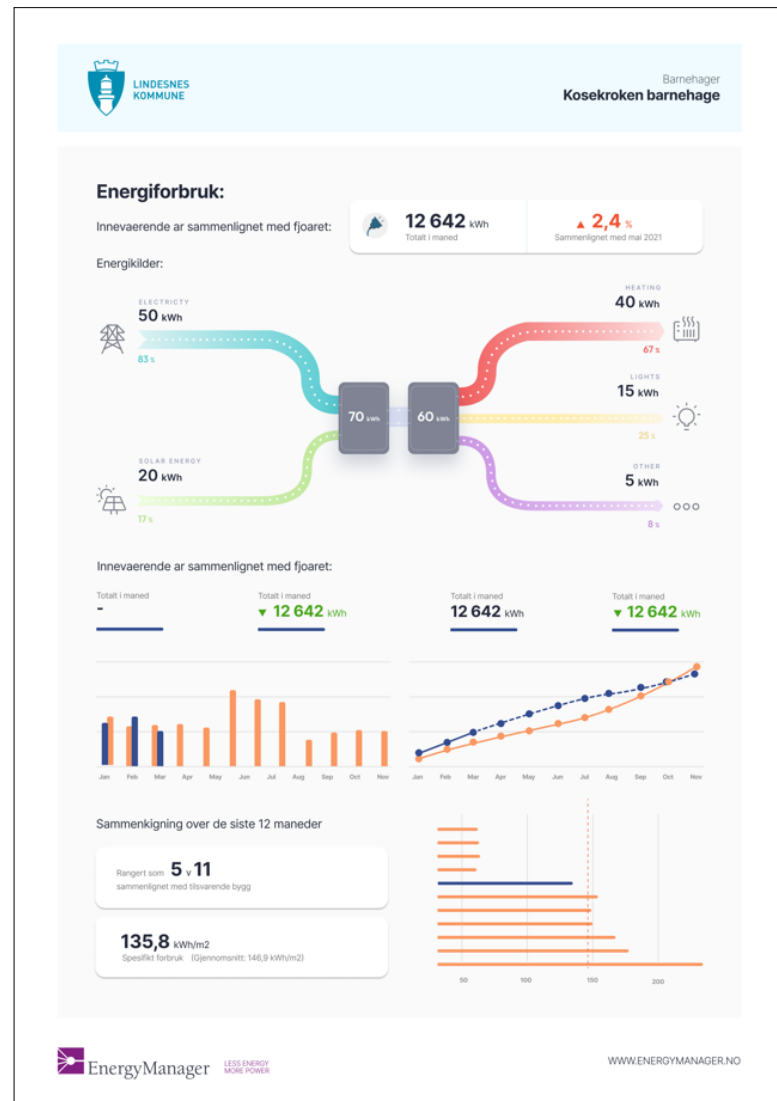 LINDESNES
KOMMUNE
Barnehager
Kosekroken barnehage
Energiforbruk:
Innevaerende ar sammenlignet med fjoaret:
12 642 kWh
Totalt i maned
▲ 2,4 %
Sammenlignet med mai 2021
Energikilder:
ELECTRICTY
50 kWh
83 %
HEATING
40 kWh
67 %
LIGHTS
15 kWh
25 %
70 kWh
60 kWh
SOLAR ENERGY
20 kWh
17 %
OTHER
5 kWh
8 %
Innevaerende ar sammenlignet med fjoaret:
Totalt i maned
-
Totalt i maned
▼ 12 642 kWh
Totalt i maned
12 642 kWh
Totalt i maned
▼ 12 642 kWh
Jan Feb Mar Apr May Jun Jul Aug Sep Oct Nov
Jan Feb Mar Apr May Jun Jul Aug Sep Oct Nov
Sammenkigning over de siste 12 maneder
Rangert som 5 v 11
sammenlignet med tilsvarende bygg
135,8 kWh/m2
Spesifikt forbruk (Gjennomsnitt: 146,9 kWh/m2)
50 100 150 200
EnergyManager
LESS ENERGY
MORE POWER
WWW.ENERGYMANAGER.NO